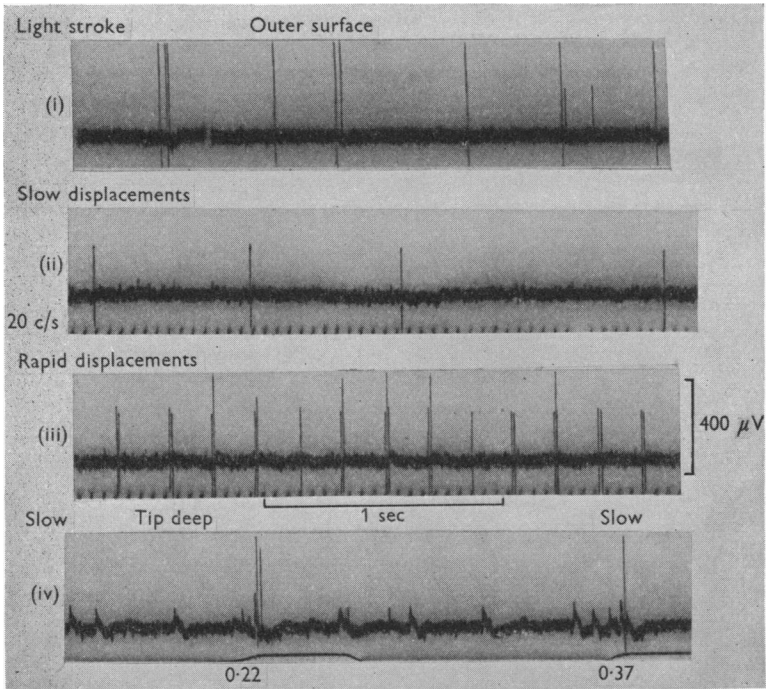 Light stroke Outer surface
(i)
Slow displacements
(ii)
20 c/s
Rapid displacements
(iii)
400 μV
Slow Tip deep 1 sec Slow
(iv)
0·22 0·37